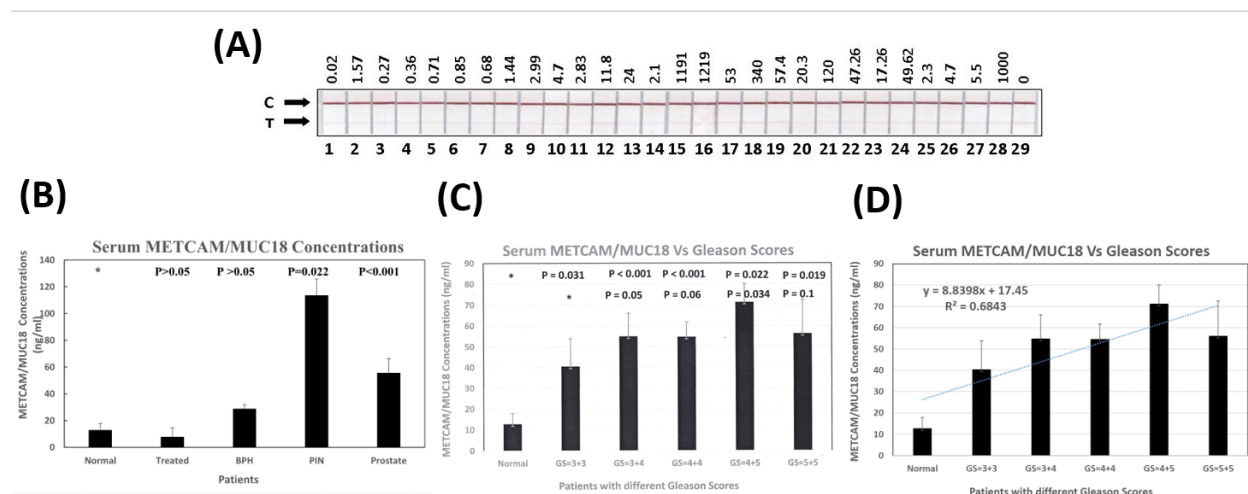 (A)
0.02 1.57 0.27 0.36 0.71 0.85 0.68 1.44 2.99 4.7 2.83 11.8 24 2.1 1191 1219 53 340 57.4 20.3 120 47.26 17.26 49.62 2.3 4.7 5.5 1000 0
C
T
1 2 3 4 5 6 7 8 9 10 11 12 13 14 15 16 17 18 19 20 21 22 23 24 25 26 27 28 29
(B)
Serum METCAM/MUC18 Concentrations
METCAM/MUC18 Concentrations
(ng/ml)
140
120
100
80
60
40
20
0
* P>0.05 P >0.05 P=0.022 P<0.001
Normal Treated BPH PIN Prostate
Patients
(C)
Serum METCAM/MUC18 Vs Gleason Scores
METCAM/MUC18 Concentrations (ng/ml)
90
80
70
60
50
40
30
20
10
0
* P = 0.031 P < 0.001 P < 0.001 P = 0.022 P = 0.019
* P = 0.05 P = 0.06 P = 0.034 P = 0.1
Normal GS=3+3 GS=3+4 GS=4+4 GS=4+5 GS=5+5
Patients with different Gleason Scores
(D)
Serum METCAM/MUC18 Vs Gleason Scores
METCAM/MUC18 Concentrations (ng/ml)
90
80
70
60
50
40
30
20
10
0
y = 8.8398x + 17.45
R² = 0.6843
Normal GS=3+3 GS=3+4 GS=4+4 GS=4+5 GS=5+5
Patients with different Gleason Scores